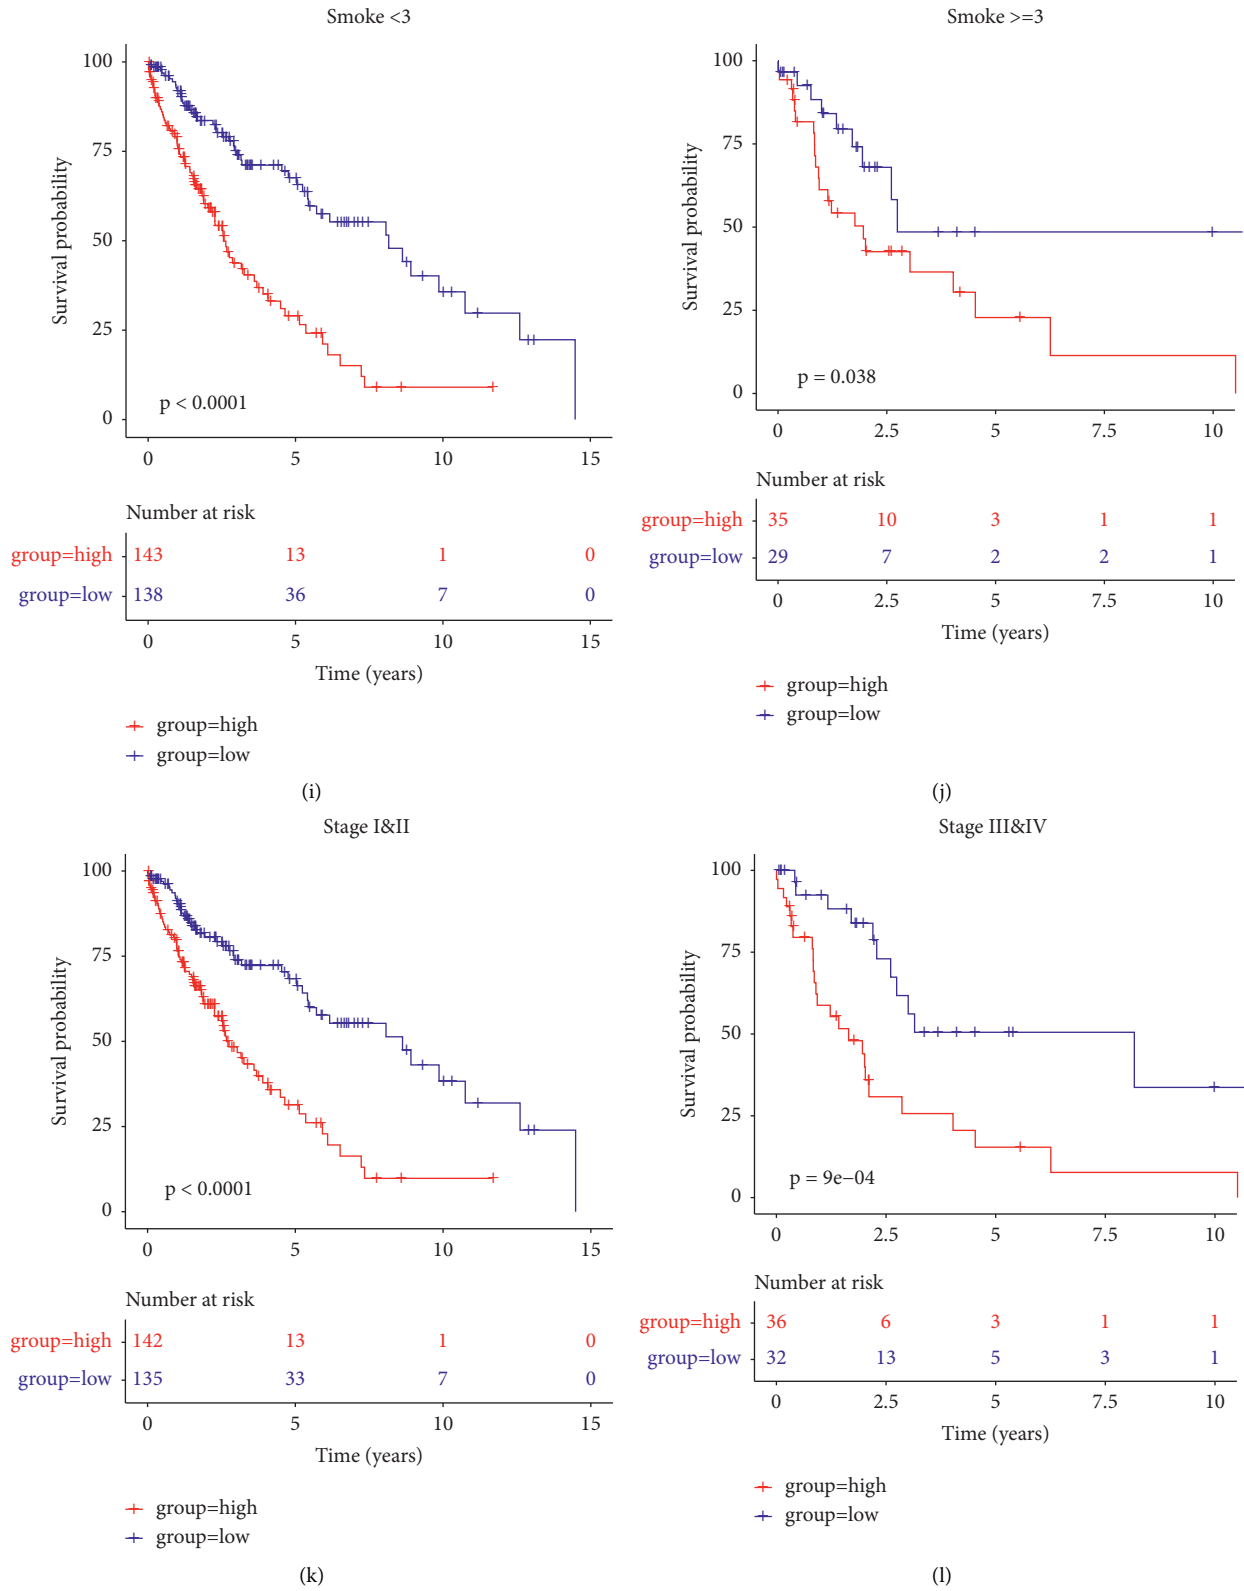 Smoke <3
Survival probability
100
75
50
25
0
p < 0.0001
0 5 10 15
Number at risk
group=high 143 13 1 0
group=low 138 36 7 0
0 5 10 15
Time (years)
group=high
group=low
(i)
Smoke >=3
Survival probability
100
75
50
25
0
p = 0.038
0 2.5 5 7.5 10
Number at risk
group=high 35 10 3 1 1
group=low 29 7 2 2 1
0 2.5 5 7.5 10
Time (years)
group=high
group=low
(j)
Stage I&II
Survival probability
100
75
50
25
0
p < 0.0001
0 5 10 15
Number at risk
group=high 142 13 1 0
group=low 135 33 7 0
0 5 10 15
Time (years)
group=high
group=low
(k)
Stage III&IV
Survival probability
100
75
50
25
0
p = 9e−04
0 2.5 5 7.5 10
Number at risk
group=high 36 6 3 1 1
group=low 32 13 5 3 1
0 2.5 5 7.5 10
Time (years)
group=high
group=low
(l)